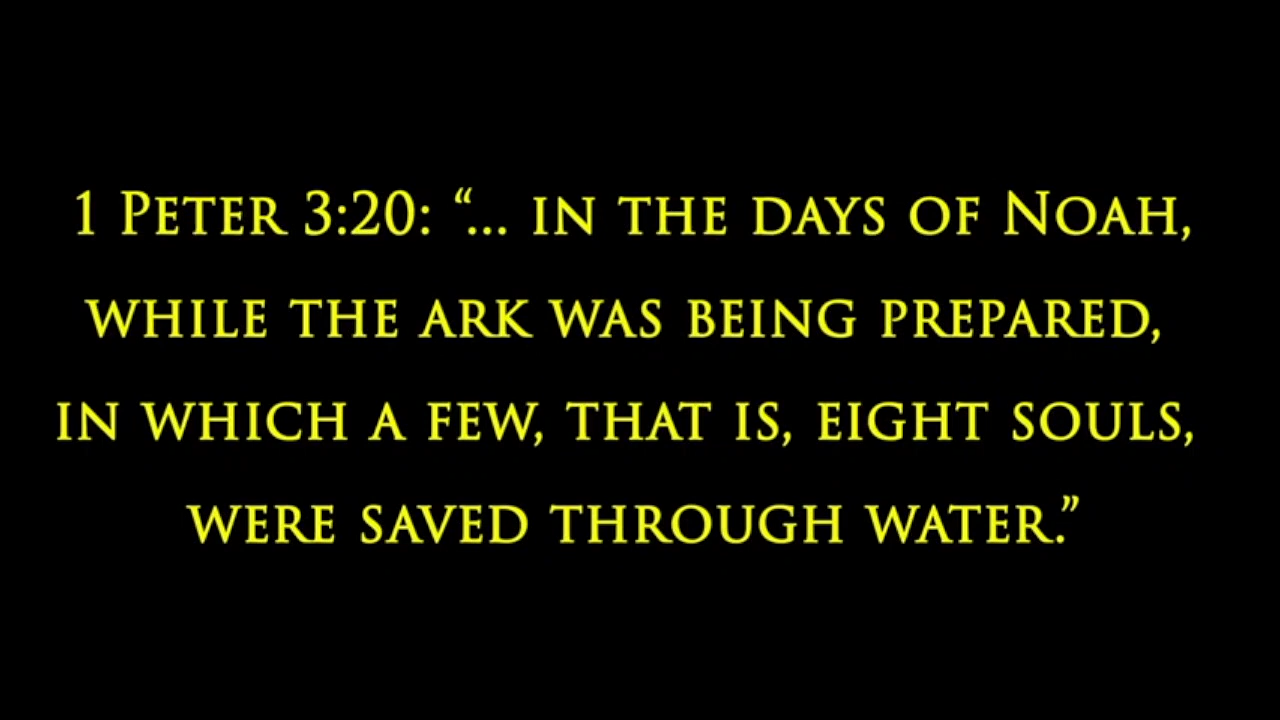 1 Peter 3:20: “... in the days of Noah,
while the ark was being prepared,
in which a few, that is, eight souls,
were saved through water.”